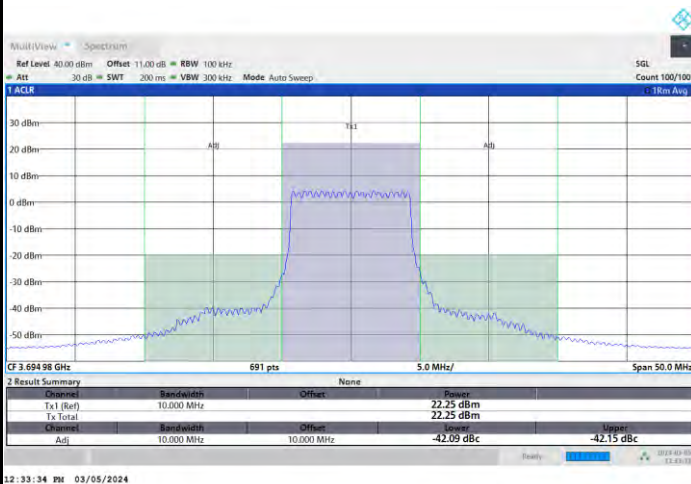 MultiView Spectrum
Ref Level 40.00 dBm Offset 11.00 dB RBW 100 kHz SGL
Att 30 dB SWT 200 ms VBW 300 kHz Mode Auto Sweep Count 100/100
1 ACLR 1Rm Avg
30 dBm
Tx1
Adj Adj
20 dBm
10 dBm
0 dBm
-10 dBm
-20 dBm
-30 dBm
-40 dBm
-50 dBm
CF 3.694 98 GHz 691 pts 5.0 MHz/ Span 50.0 MHz
2 Result Summary None
Channel Bandwidth Offset Power
Tx1 (Ref) 10.000 MHz 22.25 dBm
Tx Total 22.25 dBm
Channel Bandwidth Offset Lower Upper
Adj 10.000 MHz 10.000 MHz -42.09 dBc -42.15 dBc
Ready
12:33:34 PM 03/05/2024